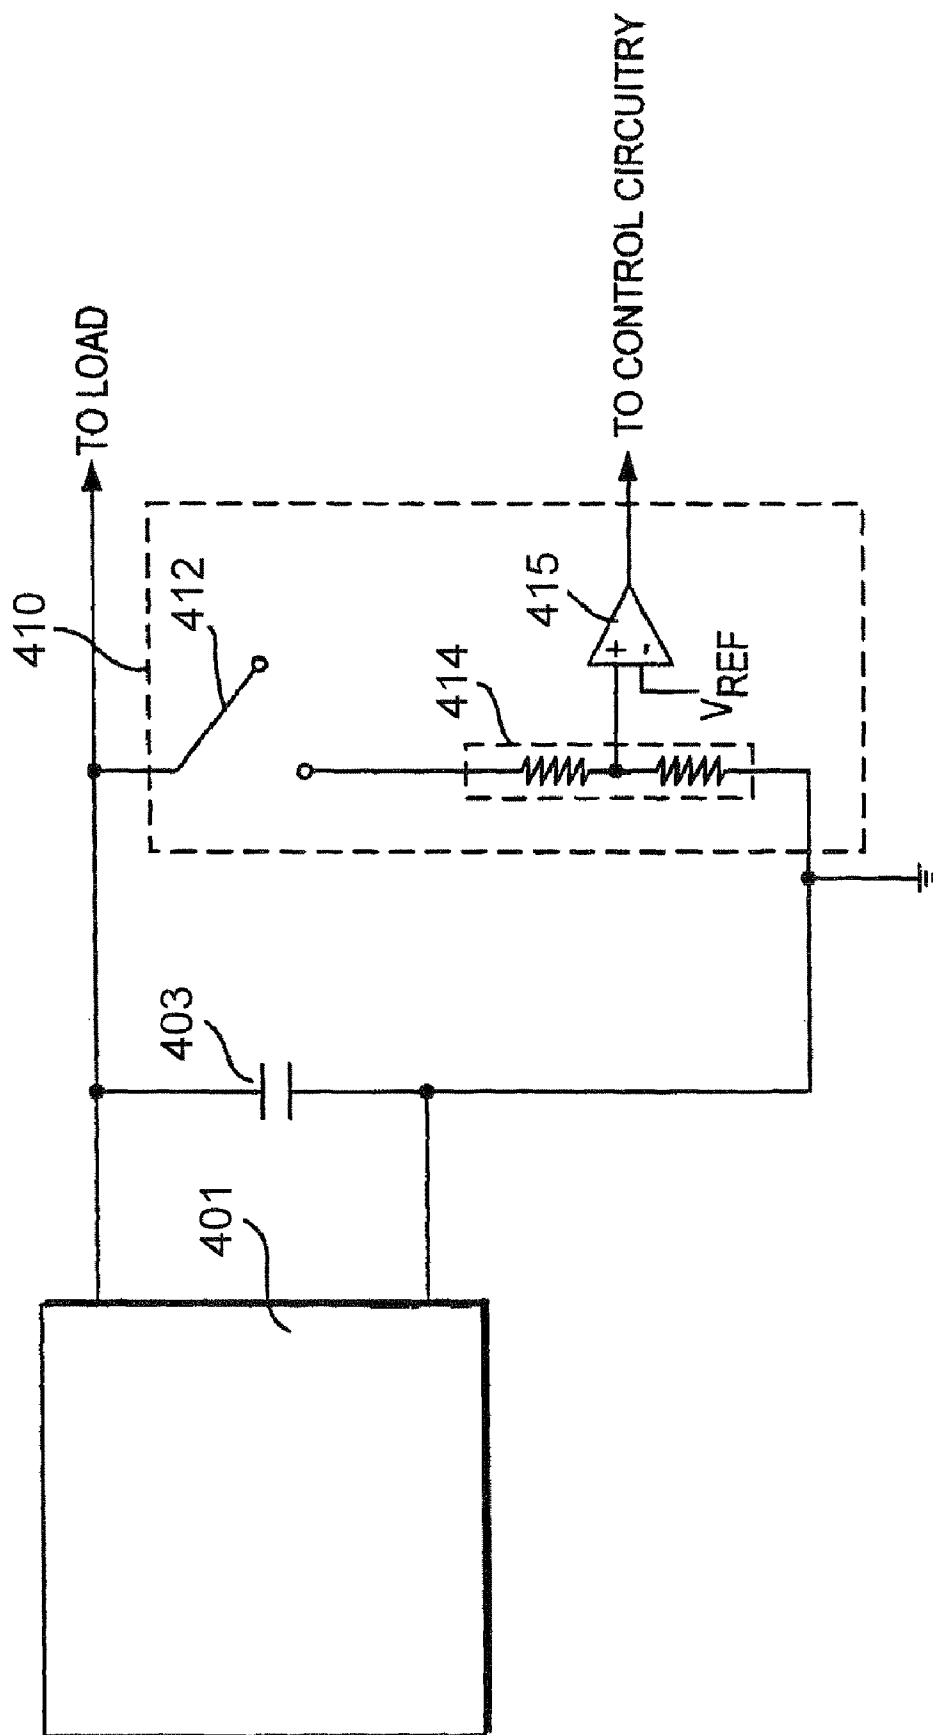 410
TO LOAD
412
414
415
+
-
VREF
TO CONTROL CIRCUITRY
403
401